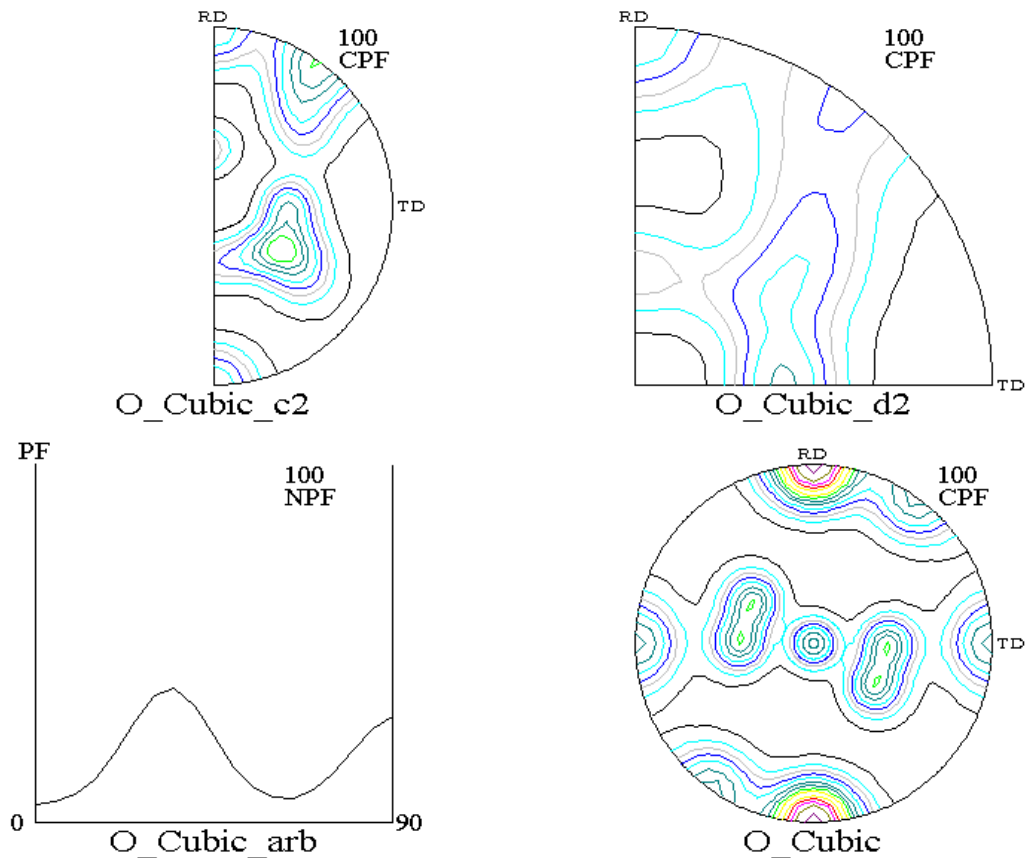 RD
100
CPF
TD
O_Cubic_c2
RD
100
CPF
TD
O_Cubic_d2
PF
100
NPF
0
90
O_Cubic_arb
RD
100
CPF
TD
O_Cubic